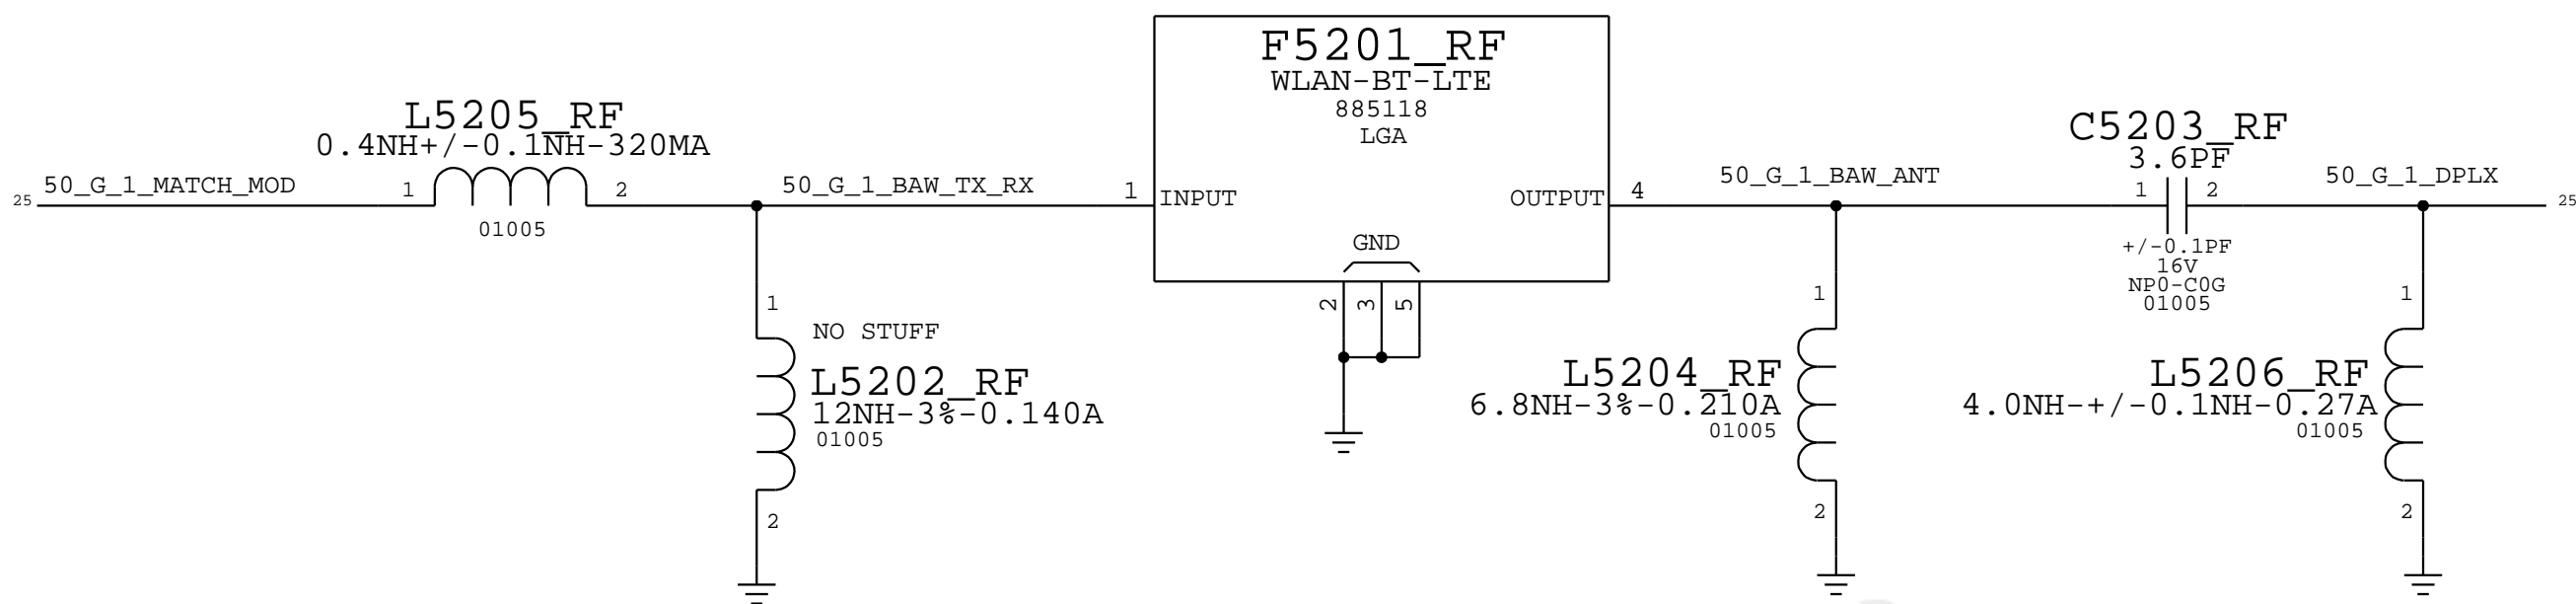 F5201_RF
WLAN-BT-LTE
885118
LGA
INPUT
OUTPUT
GND
1
4
2
3
5
L5205_RF
0.4NH+/-0.1NH-320MA
25
50_G_1_MATCH_MOD
1
2
01005
50_G_1_BAW_TX_RX
1
NO STUFF
L5202_RF
12NH-3%-0.140A
01005
2
50_G_1_BAW_ANT
1
L5204_RF
6.8NH-3%-0.210A
01005
2
C5203_RF
3.6PF
1
2
+/-0.1PF
16V
NP0-C0G
01005
50_G_1_DPLX
25
1
L5206_RF
4.0NH-+/-0.1NH-0.27A
01005
2